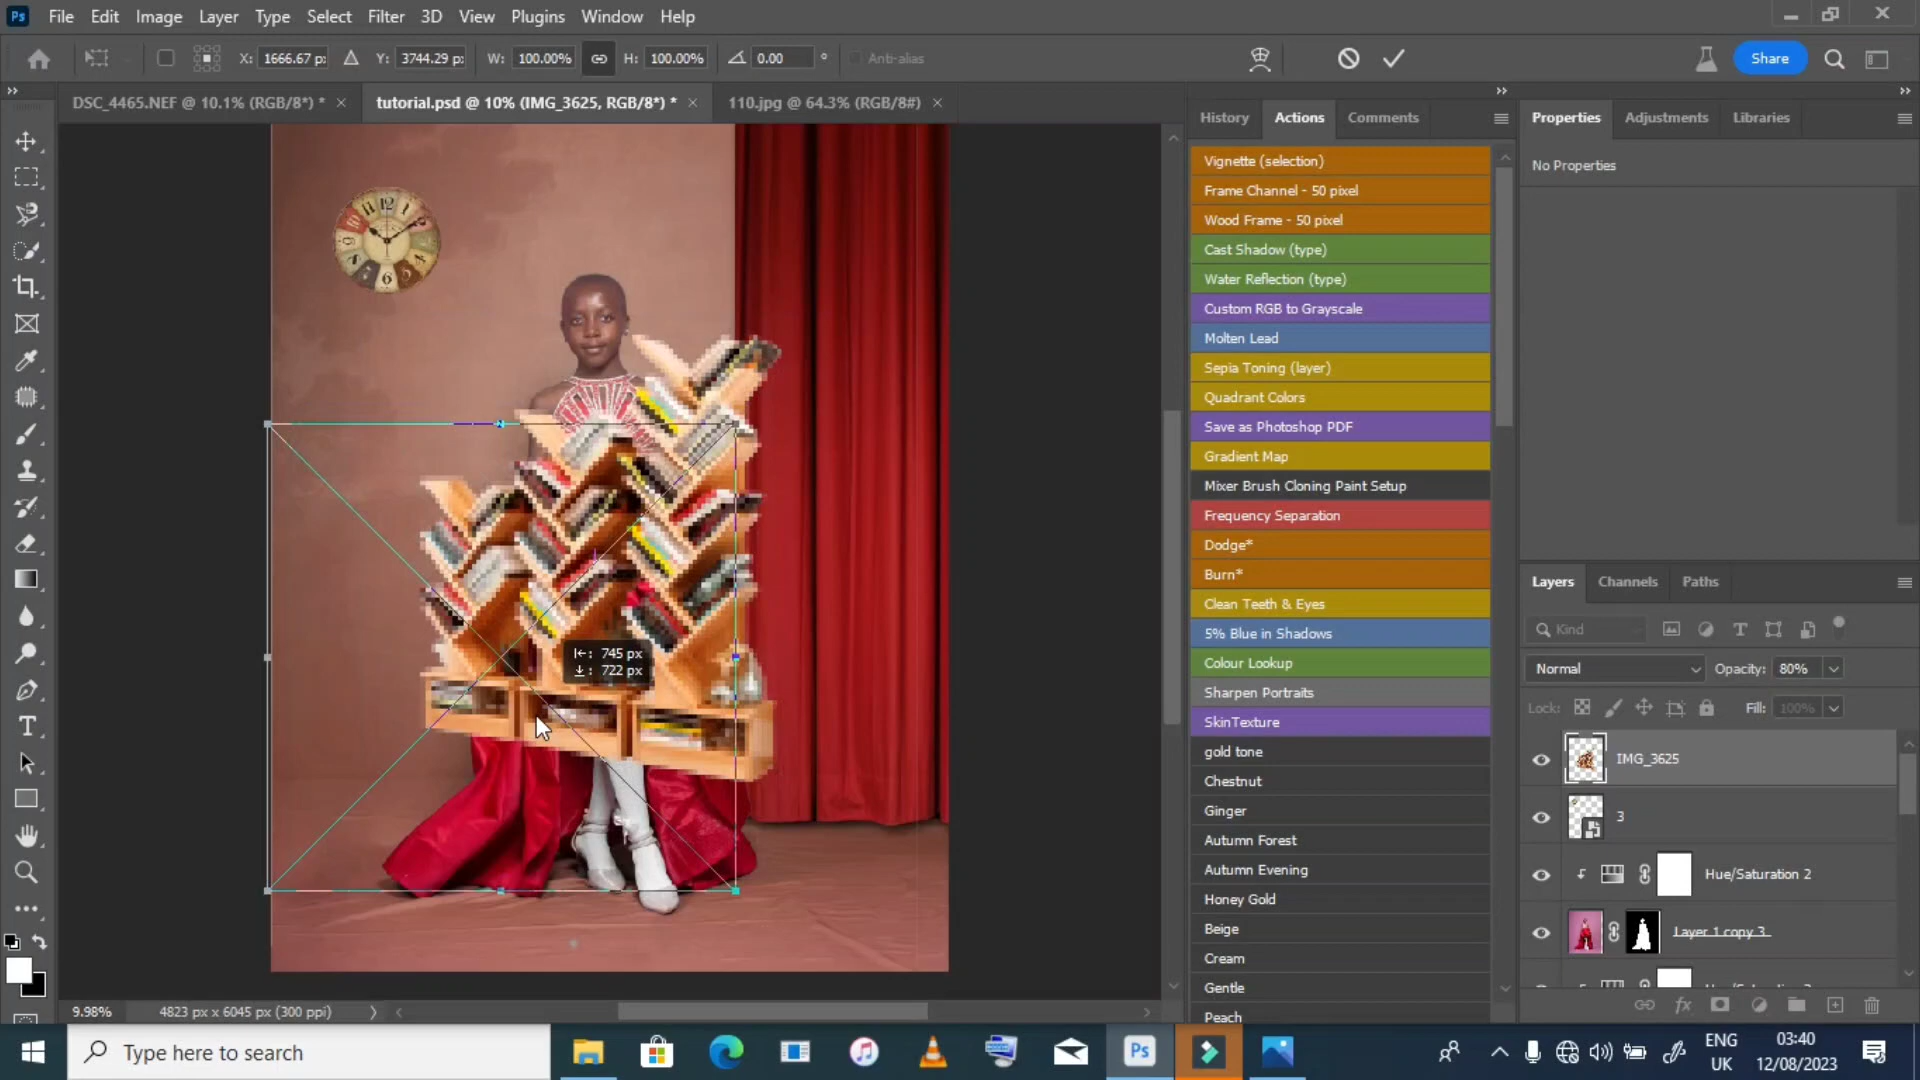 Ps File Edit Image Layer Type Select Filter 3D View Plugins Window Help
X: 1666.67 p: Y: 3744.29 p: W: 100.00% H: 100.00% 0.00 ° Anti-alias Share
DSC_4465.NEF @ 10.1% (RGB/8*) * × tutorial.psd @ 10% (IMG_3625, RGB/8*) * × 110.jpg @ 64.3% (RGB/8#) ×
History Actions Comments
Vignette (selection)
Frame Channel - 50 pixel
Wood Frame - 50 pixel
Cast Shadow (type)
Water Reflection (type)
Custom RGB to Grayscale
Molten Lead
Sepia Toning (layer)
Quadrant Colors
Save as Photoshop PDF
Gradient Map
Mixer Brush Cloning Paint Setup
Frequency Separation
Dodge*
Burn*
Clean Teeth & Eyes
5% Blue in Shadows
Colour Lookup
Sharpen Portraits
SkinTexture
gold tone
Chestnut
Ginger
Autumn Forest
Autumn Evening
Honey Gold
Beige
Cream
Gentle
Peach
Properties Adjustments Libraries
No Properties
Layers Channels Paths
Kind
Normal Opacity: 80%
Lock: Fill: 100%
IMG_3625
3
Hue/Saturation 2
Layer 1 copy 3
12 1 6
745 px
722 px
9.98% 4823 px x 6045 px (300 ppi)
Type here to search
Ps
ENG
UK
03:40
12/08/2023